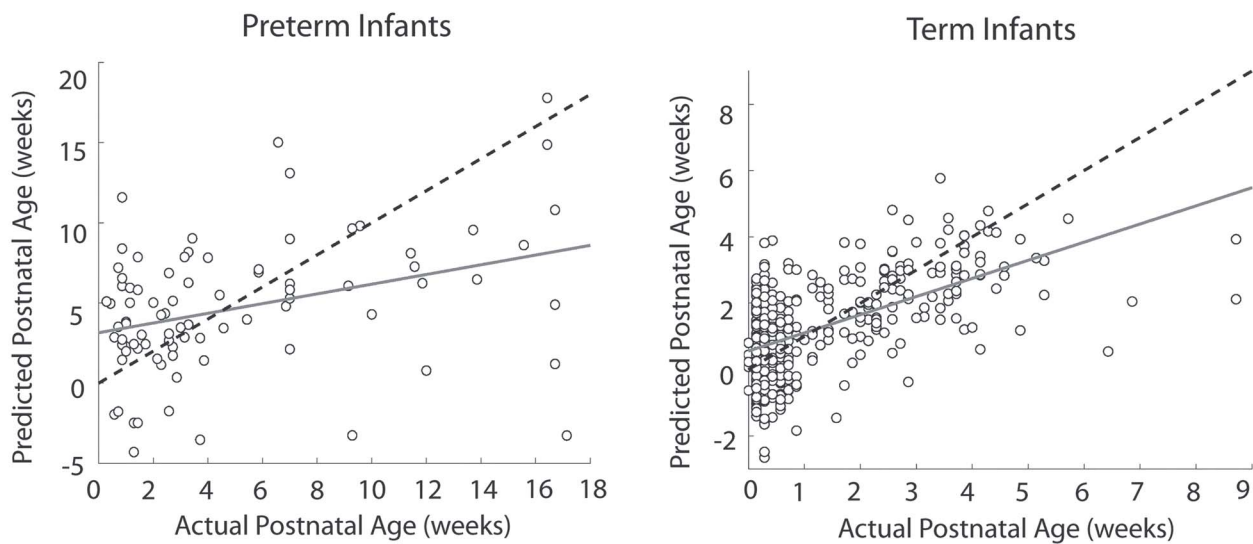 Preterm Infants
Predicted Postnatal Age (weeks)
20
15
10
5
0
-5
0 2 4 6 8 10 12 14 16 18
Actual Postnatal Age (weeks)
Term Infants
Predicted Postnatal Age (weeks)
8
6
4
2
0
-2
0 1 2 3 4 5 6 7 8 9
Actual Postnatal Age (weeks)